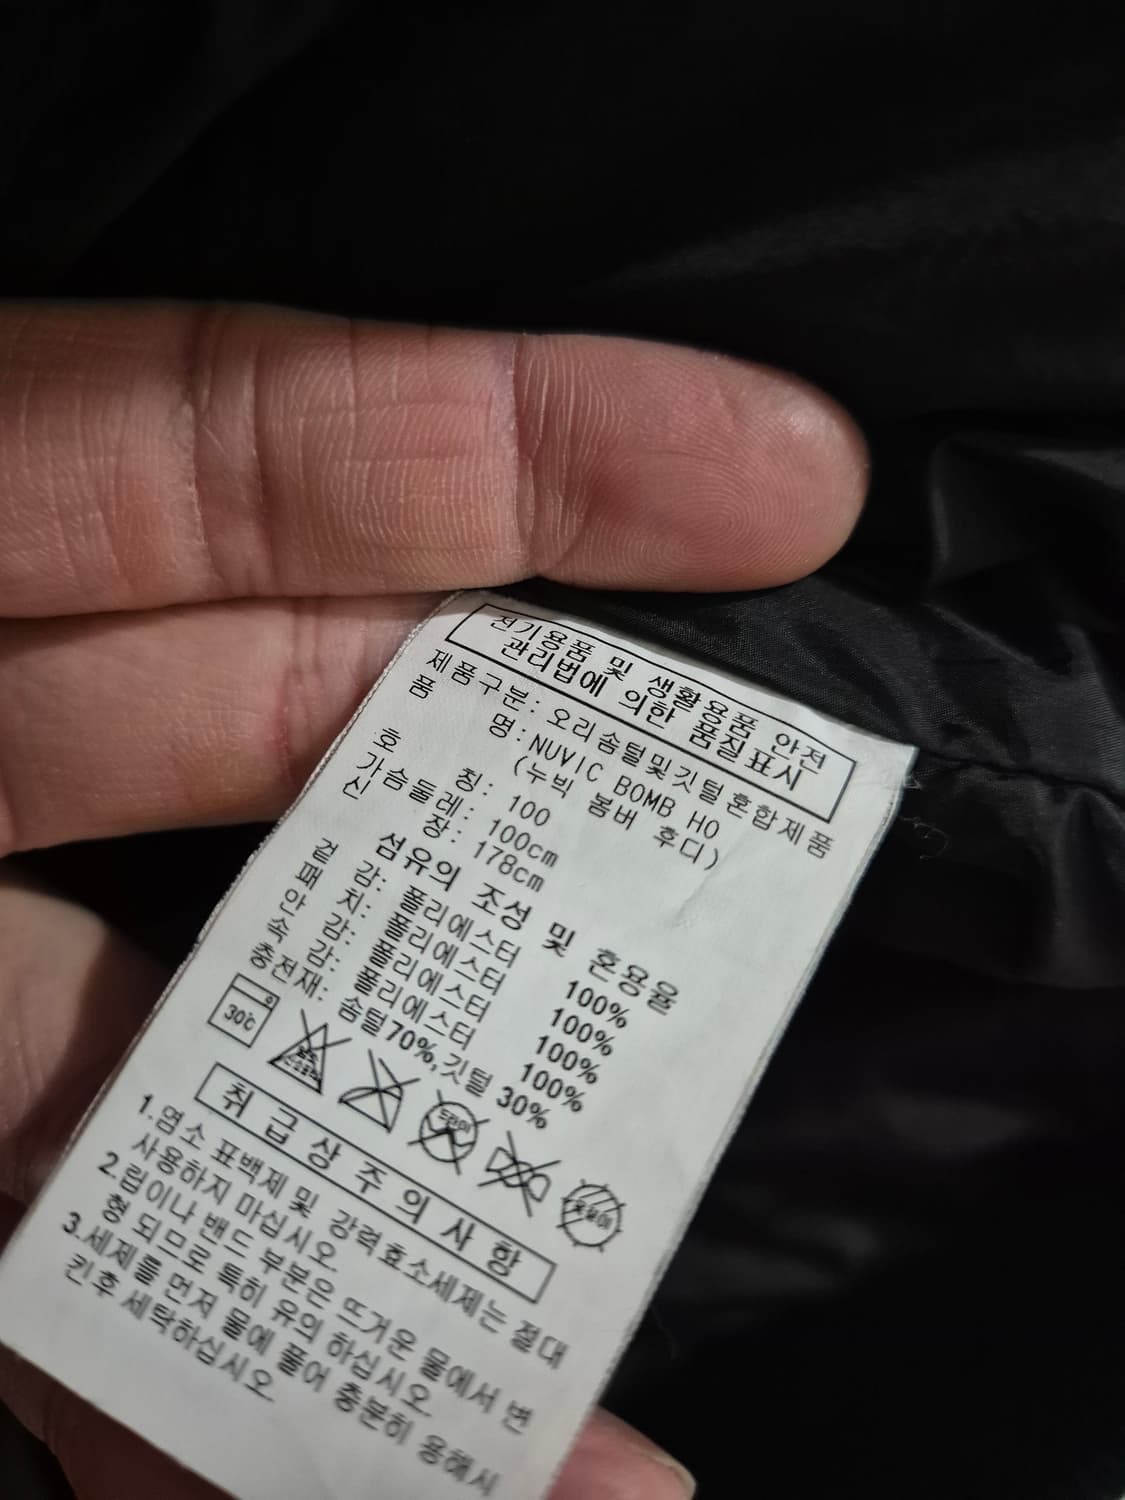 전기용품 및 생활용품 안전
관리법에 의한 품질표시
제품구분: 오리솜털및깃털혼합제품
품 명: NUVIC BOMB HO
(누빅 봄버 후디)
호 칭: 100
가슴둘레: 100cm
신 장: 178cm
섬유의 조성 및 혼용율
겉 감: 폴리에스터 100%
패 치: 폴리에스터 100%
안 감: 폴리에스터 100%
속 감: 폴리에스터 100%
충전재: 솜털70%,깃털 30%
30℃ 드라이
취급상주의사항
1.염소 표백제 및 강력효소세제는 절대
사용하지 마십시오
2.립이나 밴드 부분은 뜨거운 물에서 변
형 되므로 특히 유의 하십시오.
3.세제를 먼저 물에 풀어 충분히 용해시
킨후 세탁하십시오.